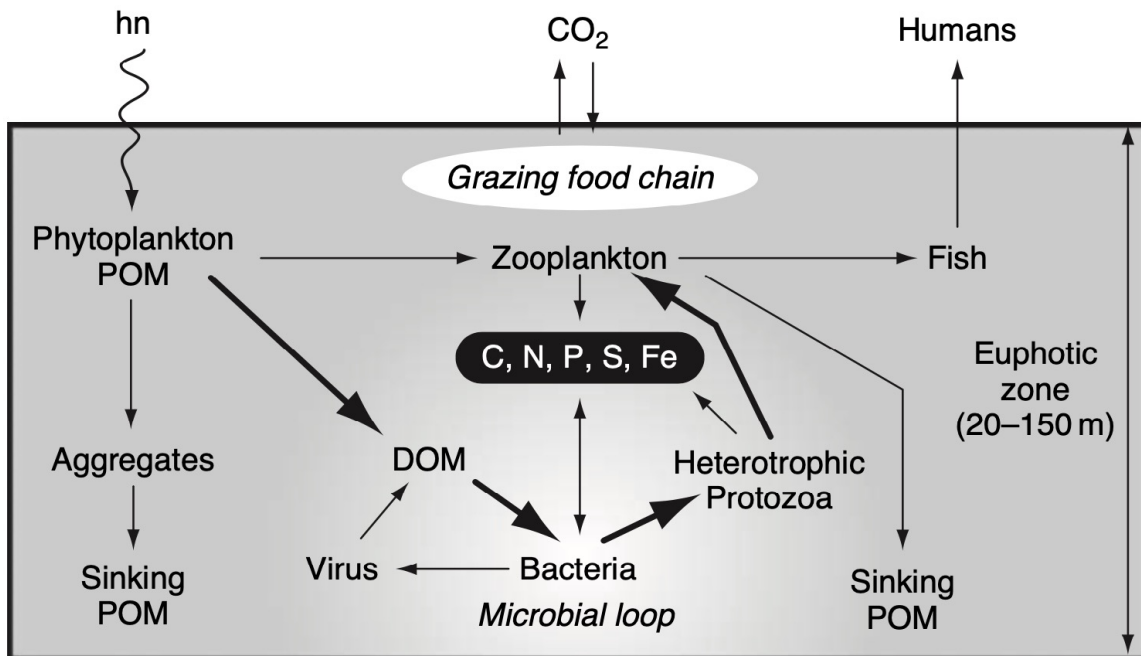 hn
CO₂
Humans
Grazing food chain
Phytoplankton
POM
Zooplankton
Fish
C, N, P, S, Fe
Euphotic
zone
(20–150 m)
Aggregates
DOM
Heterotrophic
Protozoa
Sinking
POM
Virus
Bacteria
Sinking
POM
Microbial loop